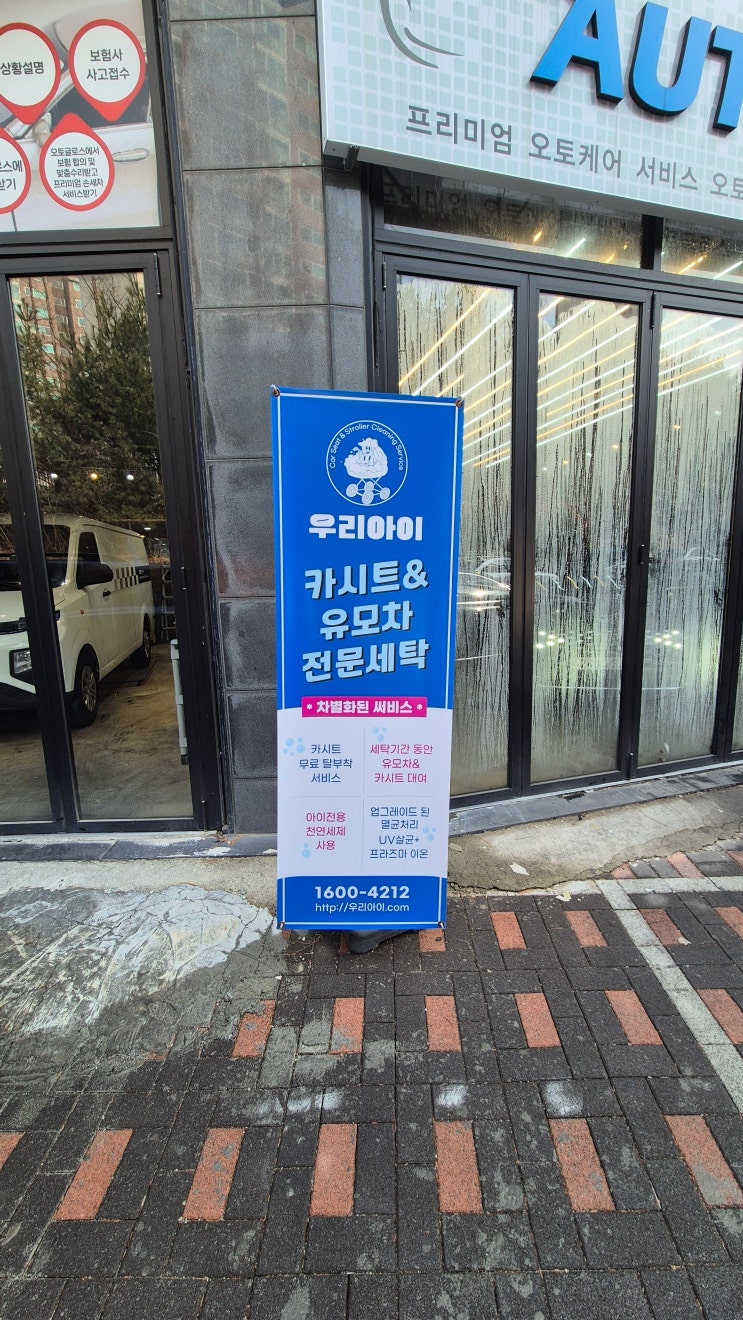 상황설명
보험사
사고접수
오토글로스에서
보험 합의 및
맞춤수리받고
프리미엄 손세차
서비스받기
받기
AUT
프리미엄 오토케어 서비스 오토
Car Seat & Stroller Cleaning Service
우리아이
카시트&
유모차
전문세탁
* 차별화된 써비스 *
카시트
무료 탈부착
서비스
세탁기간 동안
유모차&
카시트 대여
아이전용
천연세제
사용
업그레이드 된
멸균처리
UV살균+
프라즈마 이온
1600-4212
http://우리아이.com